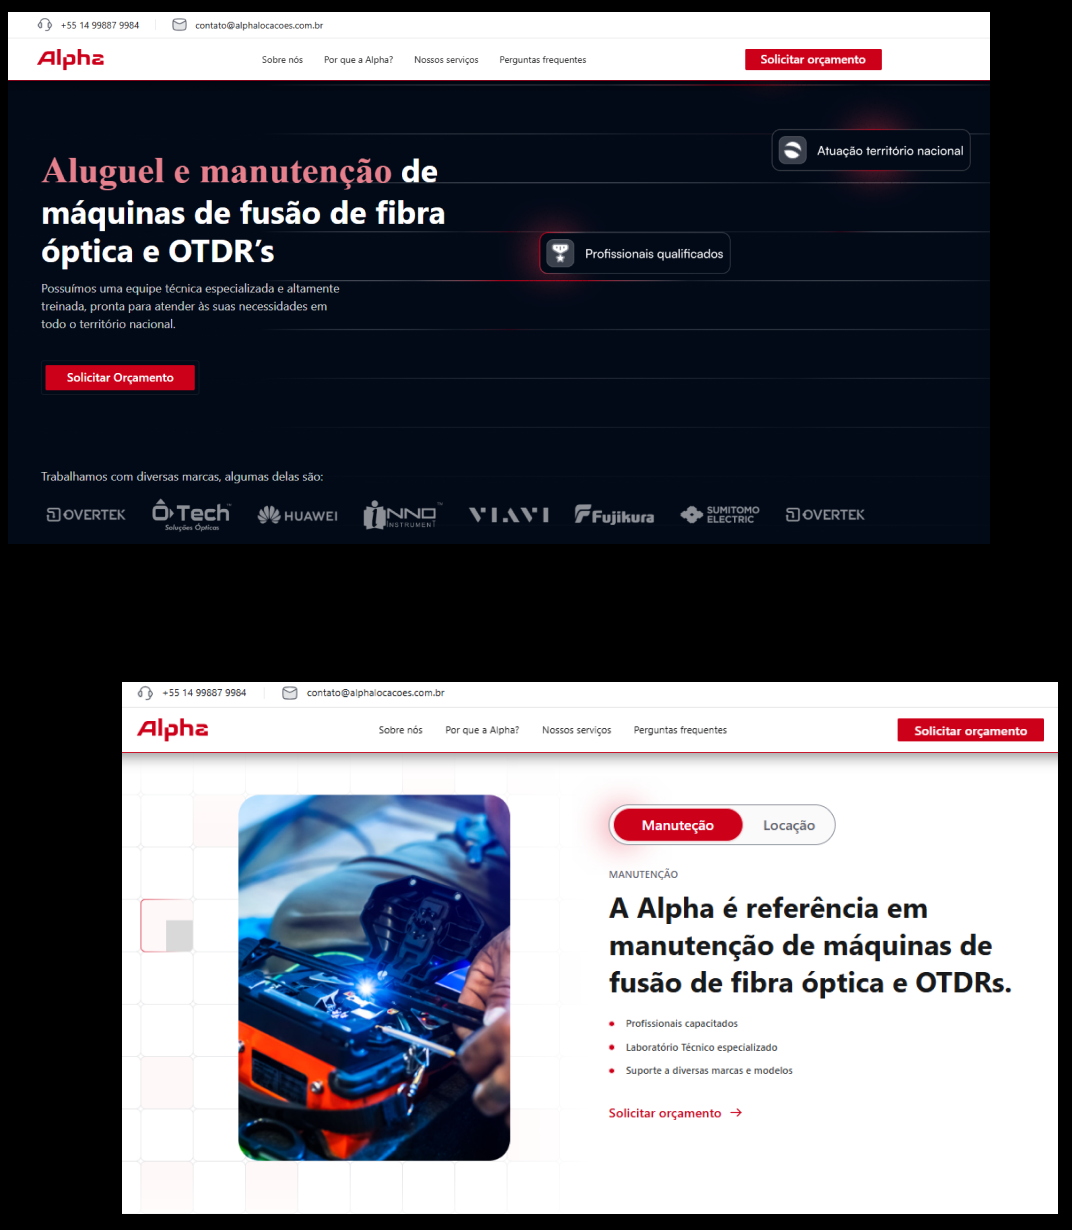 +55 14 99887 9984
contato@alphalocacoes.com.br
Alpha
Sobre nós
Por que a Alpha?
Nossos serviços
Perguntas frequentes
Solicitar orçamento
Atuação território nacional
Aluguel e manutenção de
máquinas de fusão de fibra
óptica e OTDR’s
Profissionais qualificados
Possuímos uma equipe técnica especializada e altamente
treinada, pronta para atender às suas necessidades em
todo o território nacional.
Solicitar Orçamento
Trabalhamos com diversas marcas, algumas delas são:
OVERTEK
Ô Tech™
Soluções Ópticas
HUAWEI
INNO™
INSTRUMENT
VIAVI
Fujikura
SUMITOMO
ELECTRIC
OVERTEK
+55 14 99887 9984
contato@alphalocacoes.com.br
Alpha
Sobre nós
Por que a Alpha?
Nossos serviços
Perguntas frequentes
Solicitar orçamento
Manuteção
Locação
MANUTENÇÃO
A Alpha é referência em
manutenção de máquinas de
fusão de fibra óptica e OTDRs.
Profissionais capacitados
Laboratório Técnico especializado
Suporte a diversas marcas e modelos
Solicitar orçamento →